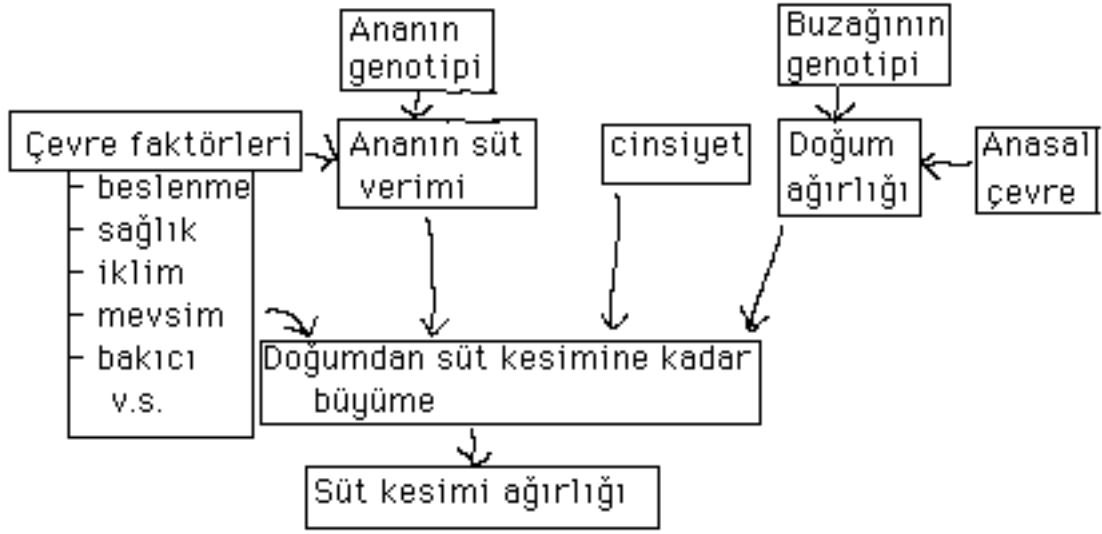 Ananın
genotipi
Buzağının
genotipi
Çevre faktörleri
Ananın süt
verimi
cinsiyet
Doğum
ağırlığı
Anasal
çevre
- beslenme
- sağlık
- iklim
- mevsim
- bakıcı
v.s.
Doğumdan süt kesimine kadar
büyüme
Süt kesimi ağırlığı